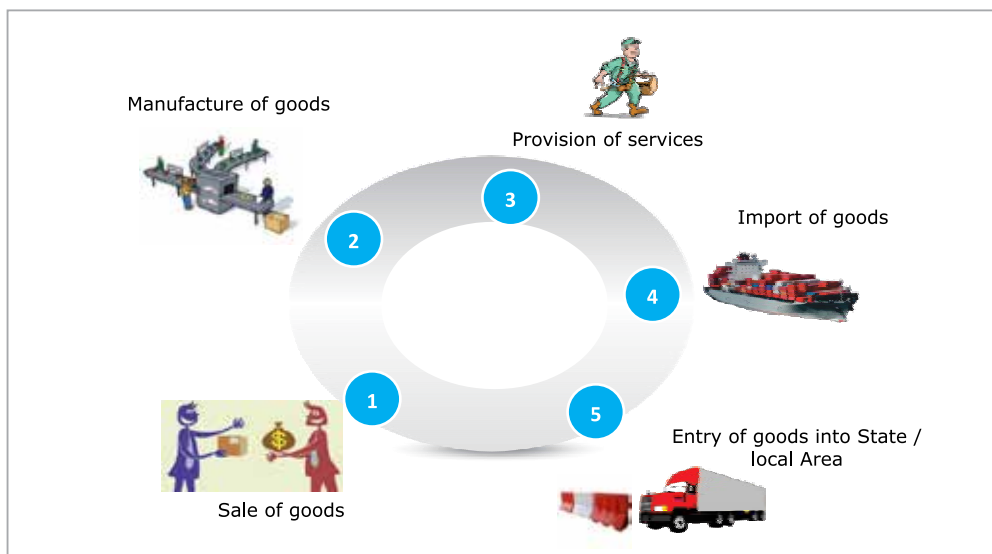 Provision of services
Manufacture of goods
3
2
Import of goods
4
1
5
$
Entry of goods into State /
local Area
Sale of goods